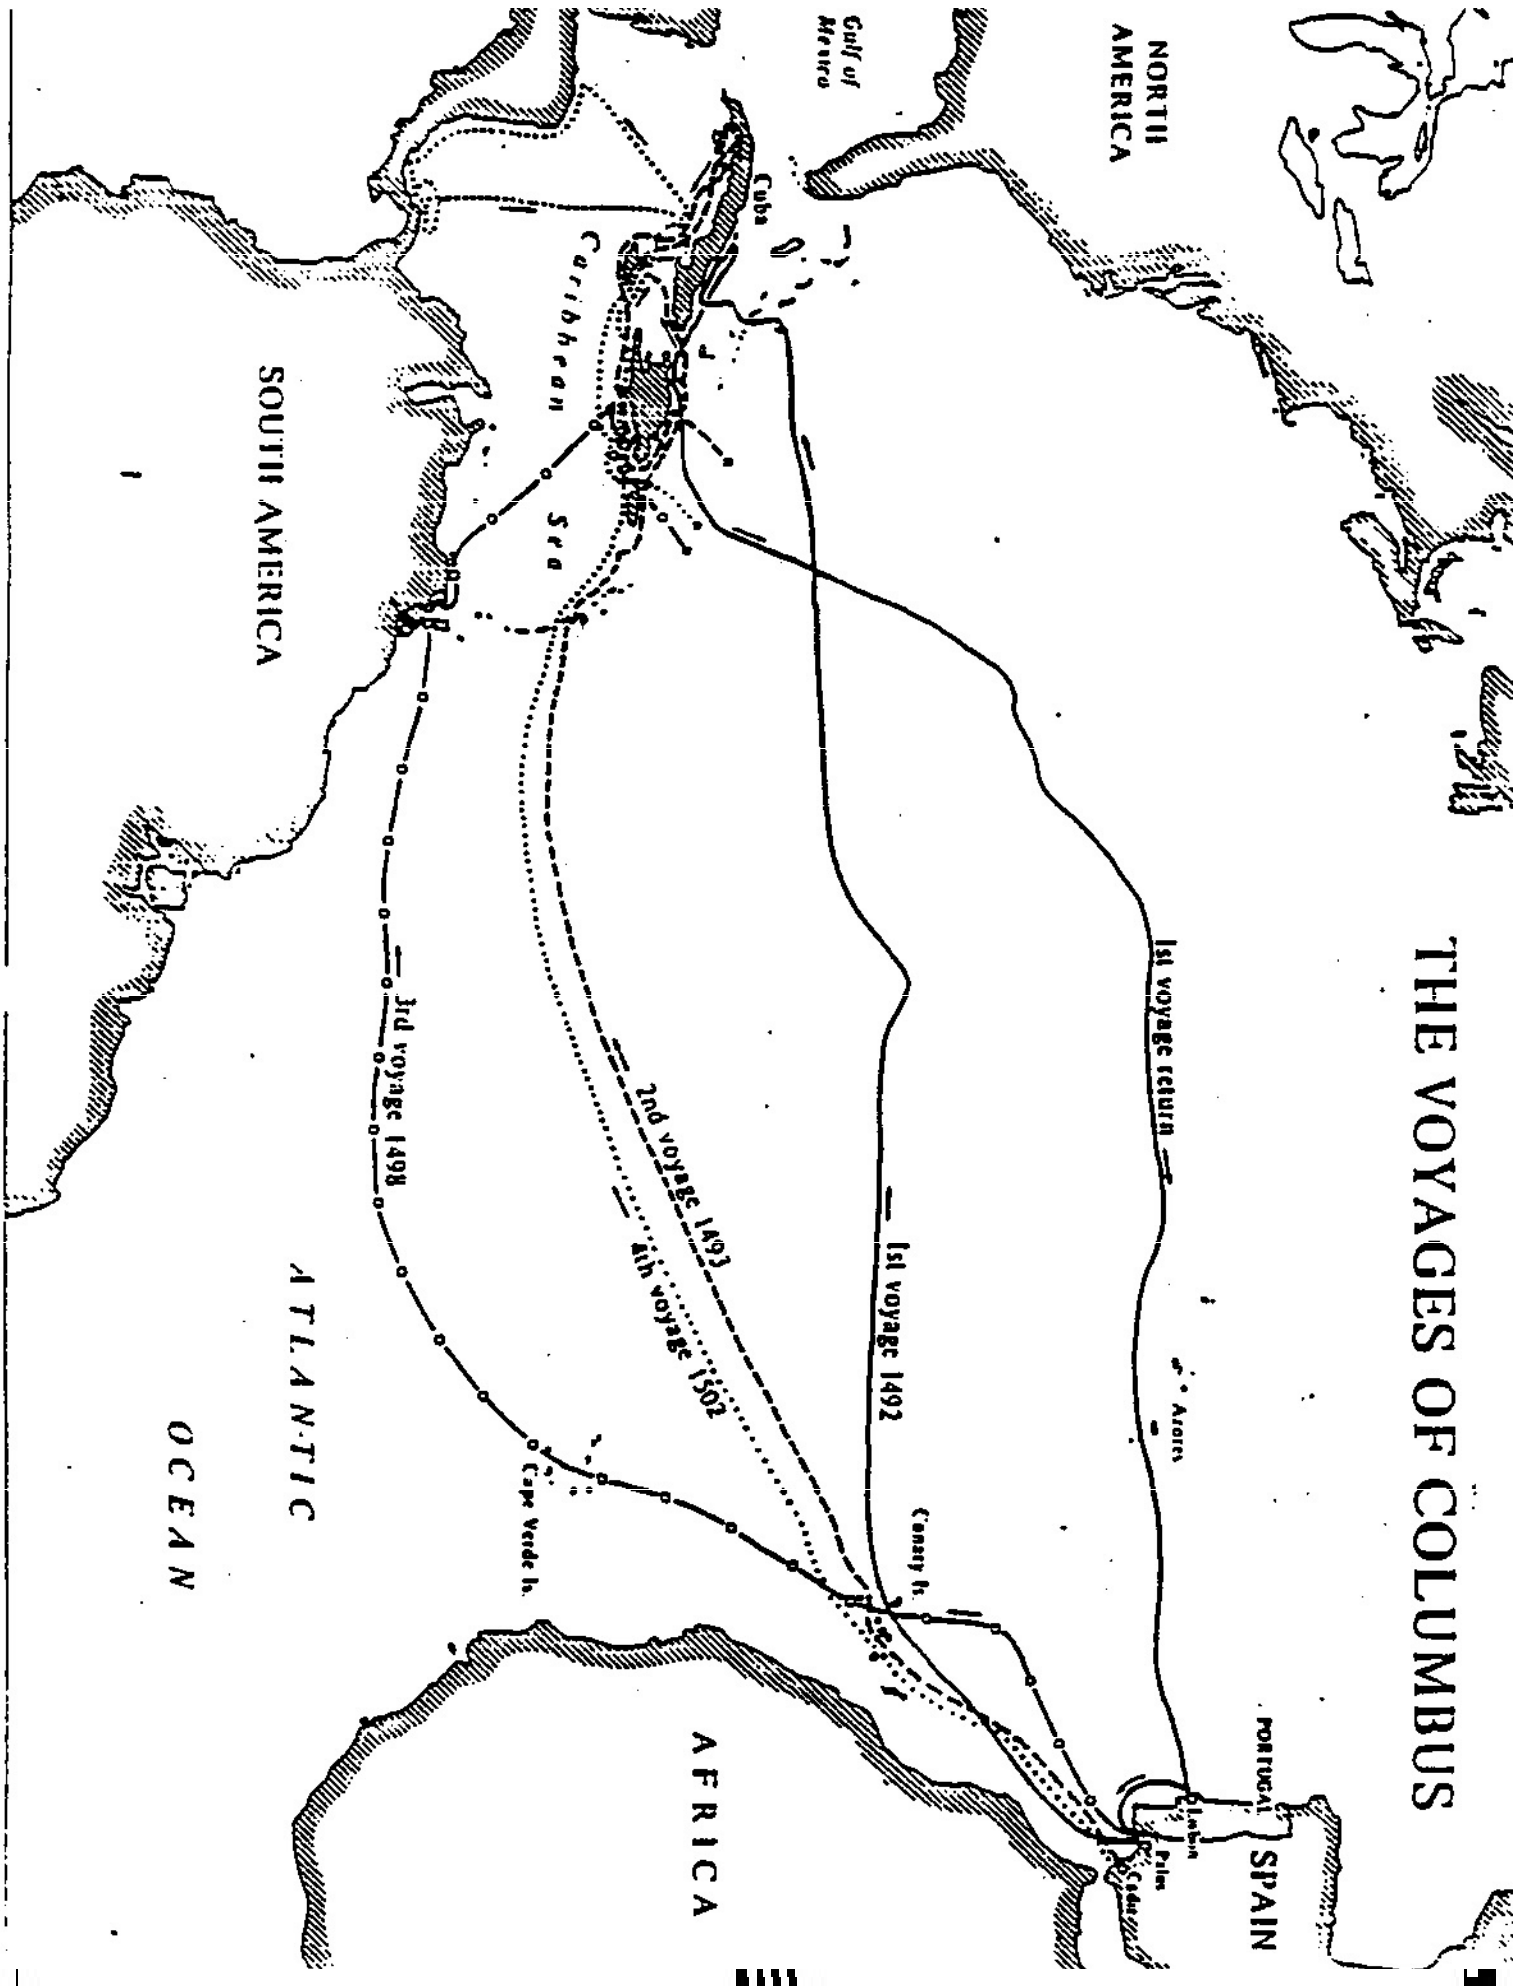 THE VOYAGES OF COLUMBUS
NORTH
AMERICA
Gulf of
Mexico
Cuba
Caribbean Sea
SOUTH AMERICA
1st voyage return
Azores
1st voyage 1492
Canary Is.
2nd voyage 1493
4th voyage 1502
3rd voyage 1498
Cape Verde Is.
ATLANTIC
OCEAN
AFRICA
PORTUGAL
SPAIN
Lisbon
Palos
Cadiz